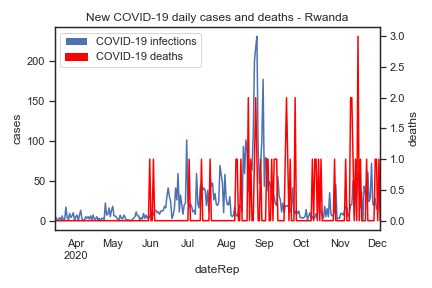 New COVID-19 daily cases and deaths - Rwanda
COVID-19 infections
COVID-19 deaths
200
150
100
50
0
cases
3.0
2.5
2.0
1.5
1.0
0.5
0.0
deaths
Apr May Jun Jul Aug Sep Oct Nov Dec
2020
dateRep